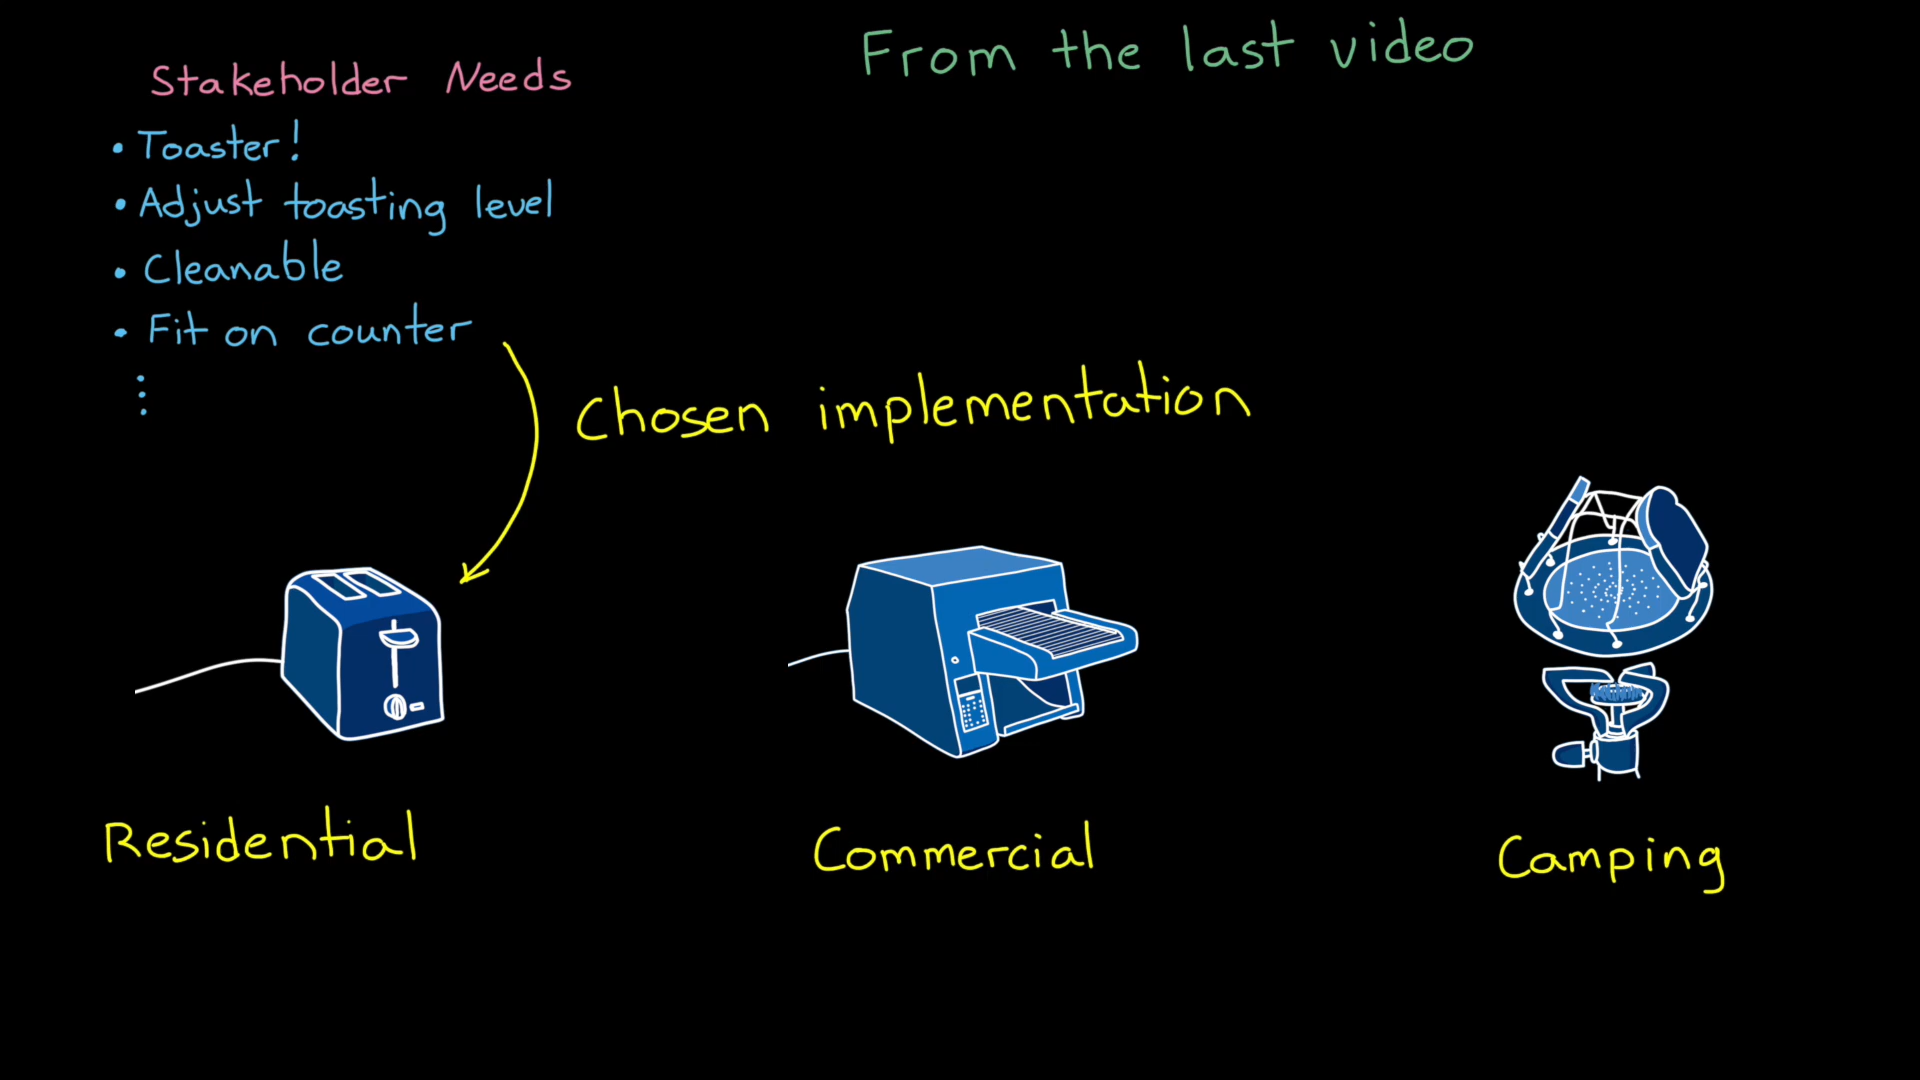 From the last video
Stakeholder Needs
• Toaster!
• Adjust toasting level
• Cleanable
• Fit on counter
⋮
Chosen implementation
Residential
Commercial
Camping